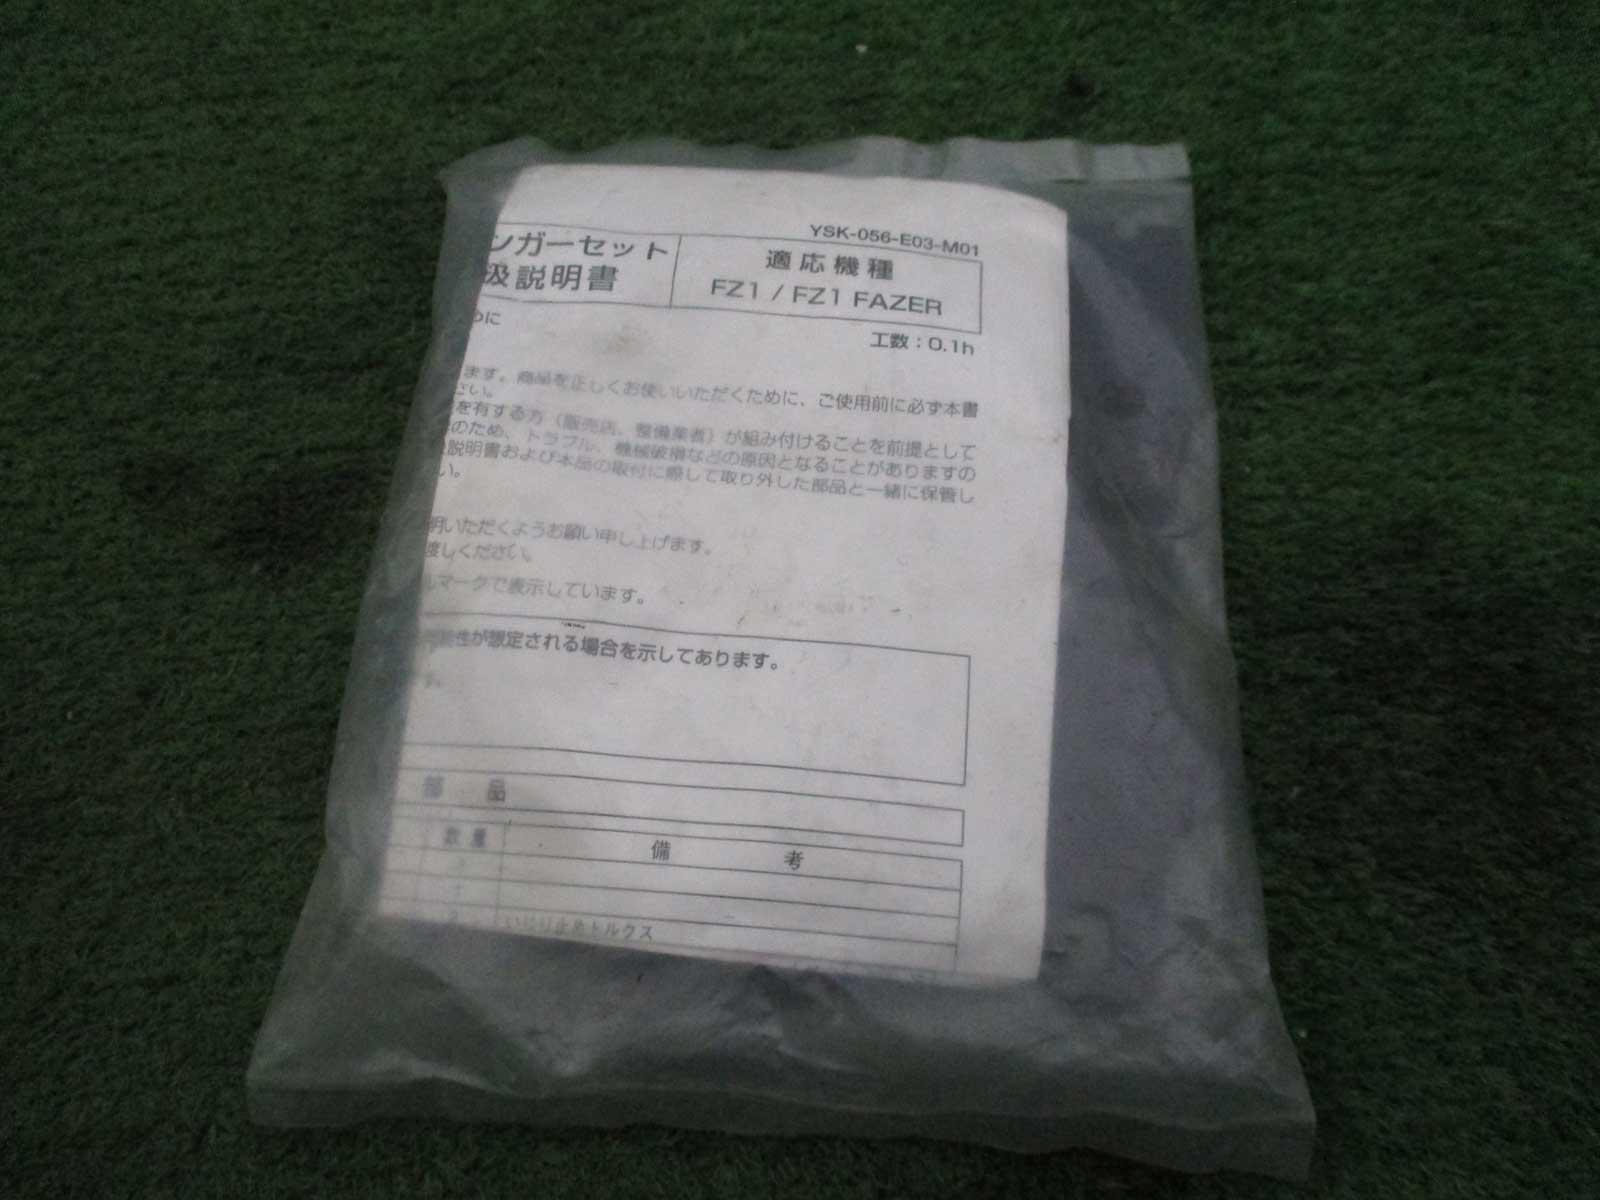 YSK-056-E03-M01
ンガーセット
扱説明書
適応機種
FZ1 / FZ1 FAZER
めに
工数：0.1h
ます。商品を正しくお使いいただくために、ご使用前に必ず本書
さい。
を有する方（販売店、整備業者）が組み付けることを前提として
のため、トラブル、機械破損などの原因となることがありますの
説明書および本品の取付に際して取り外した部品と一緒に保管し
い。
明いただくようお願い申し上げます。
渡しください。
マークで表示しています。
性が想定される場合を示してあります。
す。
部 品
数量 備 考
いじり止めトルクス